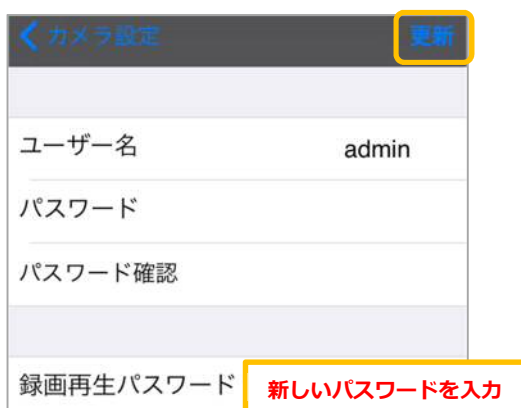 カメラ設定 更新
ユーザー名 admin
パスワード
パスワード確認
録画再生パスワード 新しいパスワードを入力